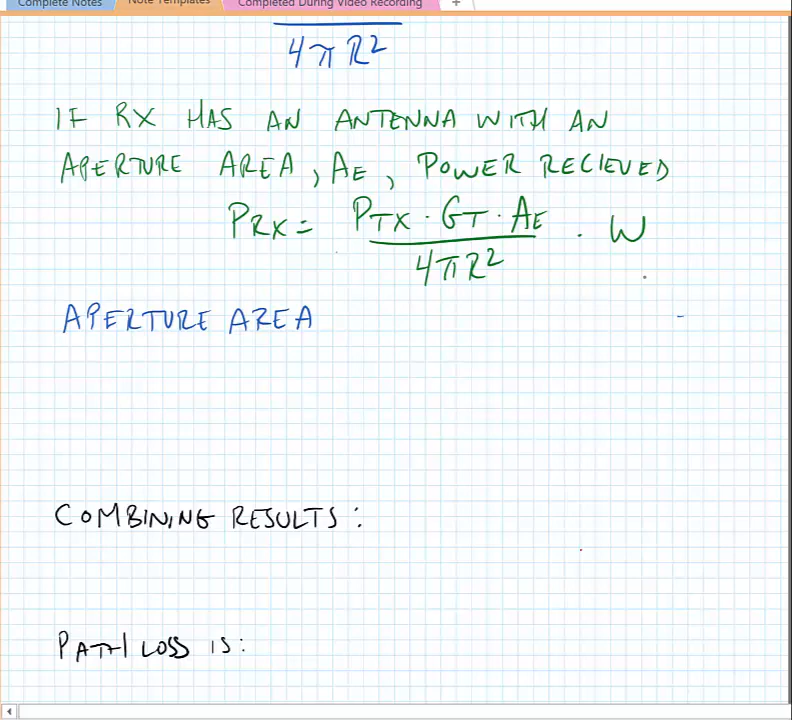 Complete Notes Note Templates Completed During Video Recording +
4πR²
IF RX HAS AN ANTENNA WITH AN
APERTURE AREA, AE, POWER RECIEVED
PRX = PTX · GT · AE / 4πR² · W
APERTURE AREA
COMBINING RESULTS:
PATH LOSS IS: